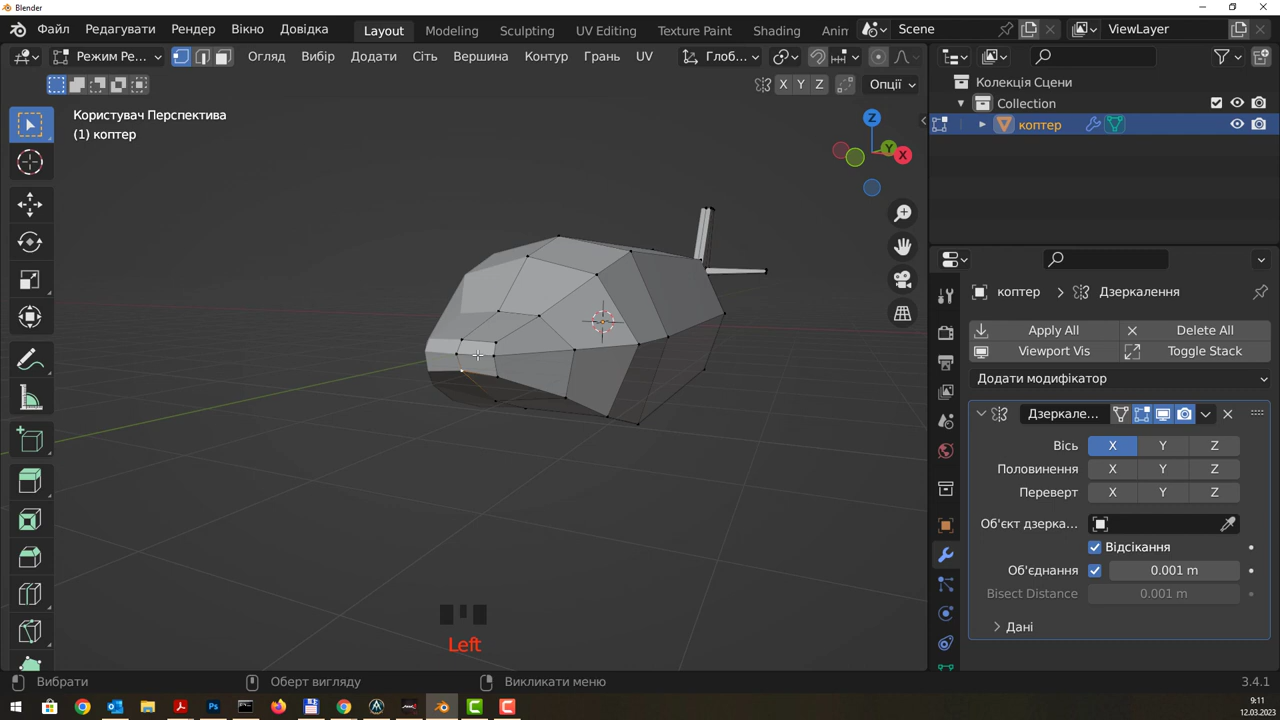 Blender
Файл Редагувати Рендер Вікно Довідка Layout Modeling Sculpting UV Editing Texture Paint Shading Anin Scene ViewLayer
Режим Ре... Огляд Вибір Додати Сіть Вершина Контур Грань UV Глоб...
X Y Z Опції
Користувач Перспектива
(1) коптер
Z
Y
X
Колекція Сцени
Collection
коптер
коптер > Дзеркалення
Apply All Delete All
Viewport Vis Toggle Stack
Додати модифікатор
Дзеркале...
Вісь X Y Z
Половинення X Y Z
Переверт X Y Z
Об'єкт дзерка...
Відсікання
Об'єднання 0.001 m
Bisect Distance 0.001 m
Дані
Left
Вибрати Оберт вигляду Викликати меню 3.4.1
9:11
12.03.2023